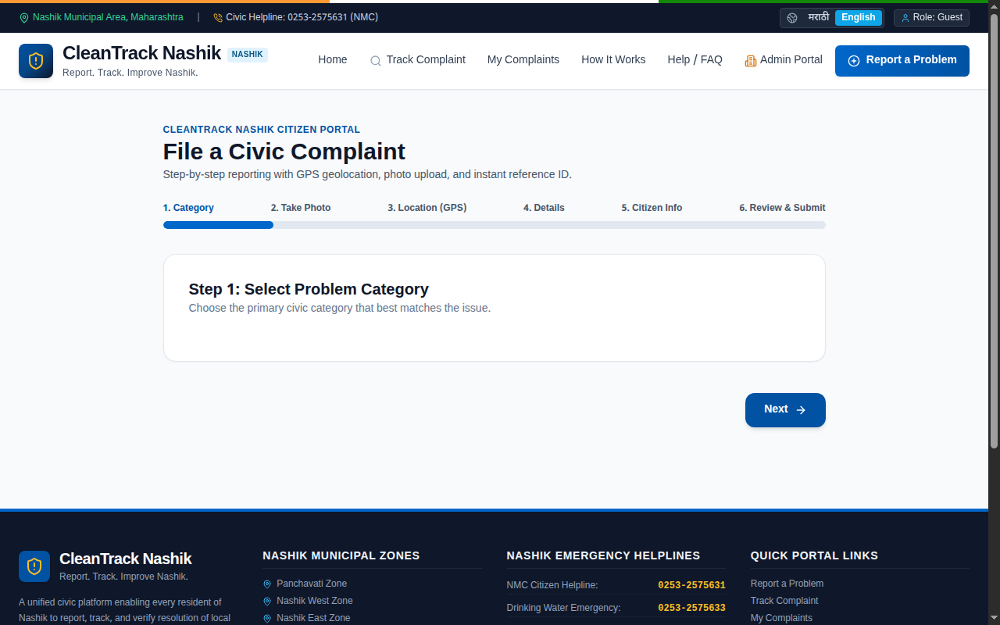 Nashik Municipal Area, Maharashtra | Civic Helpline: 0253-2575631 (NMC) मराठी English Role: Guest
CleanTrack Nashik NASHIK
Report. Track. Improve Nashik.
Home Track Complaint My Complaints How It Works Help / FAQ Admin Portal Report a Problem
CLEANTRACK NASHIK CITIZEN PORTAL
File a Civic Complaint
Step-by-step reporting with GPS geolocation, photo upload, and instant reference ID.
1. Category 2. Take Photo 3. Location (GPS) 4. Details 5. Citizen Info 6. Review & Submit
Step 1: Select Problem Category
Choose the primary civic category that best matches the issue.
Next
CleanTrack Nashik
Report. Track. Improve Nashik.
A unified civic platform enabling every resident of
Nashik to report, track, and verify resolution of local
NASHIK MUNICIPAL ZONES
Panchavati Zone
Nashik West Zone
Nashik East Zone
NASHIK EMERGENCY HELPLINES
NMC Citizen Helpline: 0253-2575631
Drinking Water Emergency: 0253-2575633
QUICK PORTAL LINKS
Report a Problem
Track Complaint
My Complaints